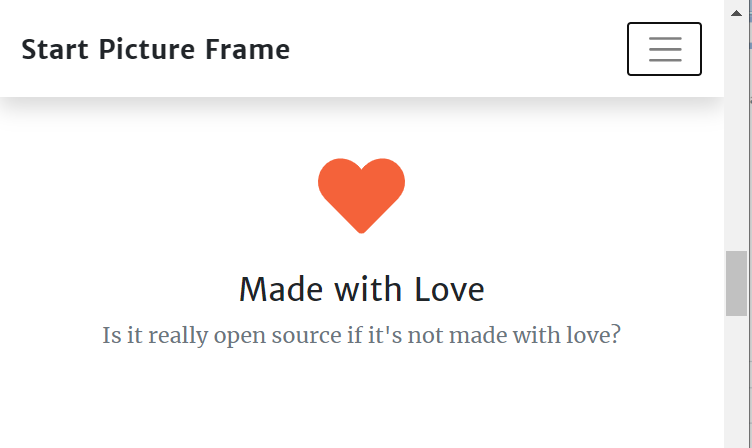 Start Picture Frame
Made with Love
Is it really open source if it's not made with love?